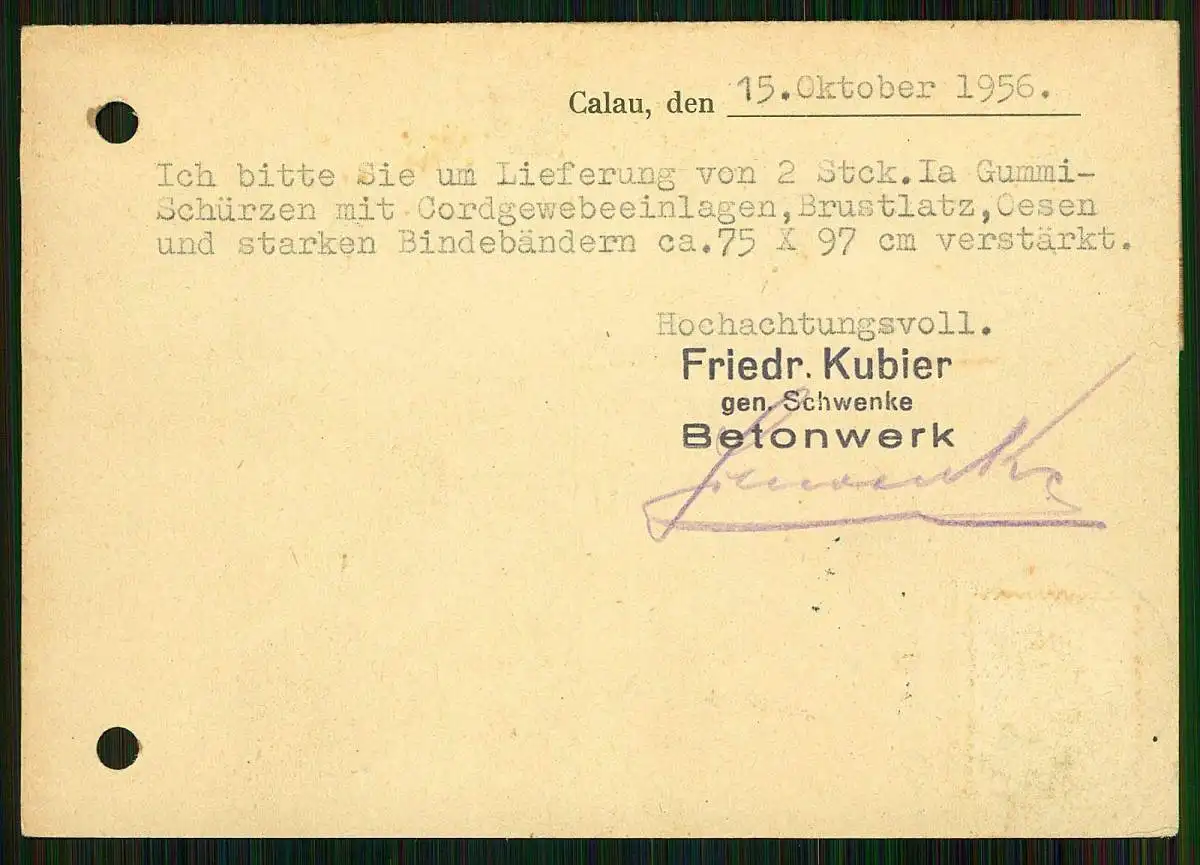 Calau, den 15.Oktober 1956.
Ich bitte Sie um Lieferung von 2 Stck.Ia Gummi-
Schürzen mit Cordgewebeeinlagen,Brustlatz,Oesen
und starken Bindebändern ca.75 X 97 cm verstärkt.
Hochachtungsvoll.
Friedr. Kubier
gen. Schwenke
Betonwerk